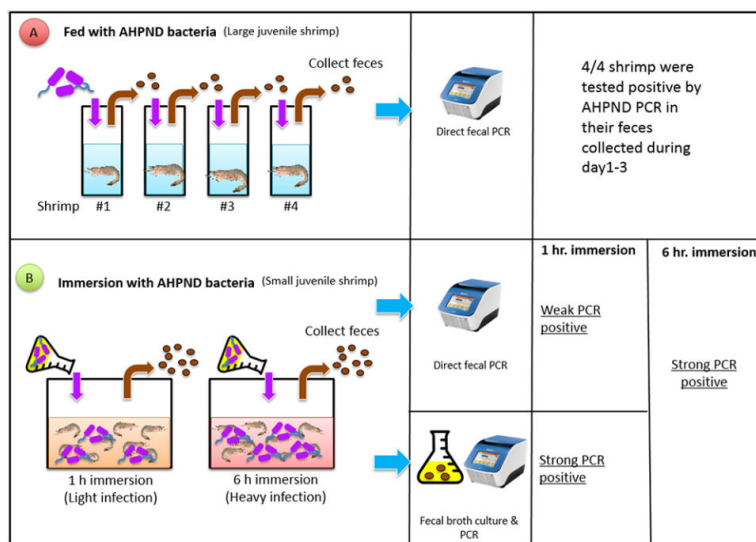 A
Fed with AHPND bacteria (Large juvenile shrimp)
Collect feces
Shrimp #1 #2 #3 #4
Direct fecal PCR
4/4 shrimp were
tested positive by
AHPND PCR in
their feces
collected during
day1-3
B
Immersion with AHPND bacteria (Small juvenile shrimp)
Collect feces
1 h immersion
(Light infection)
6 h immersion
(Heavy infection)
Direct fecal PCR
Fecal broth culture &
PCR
1 hr. immersion
Weak PCR
positive
Strong PCR
positive
6 hr. immersion
Strong PCR
positive